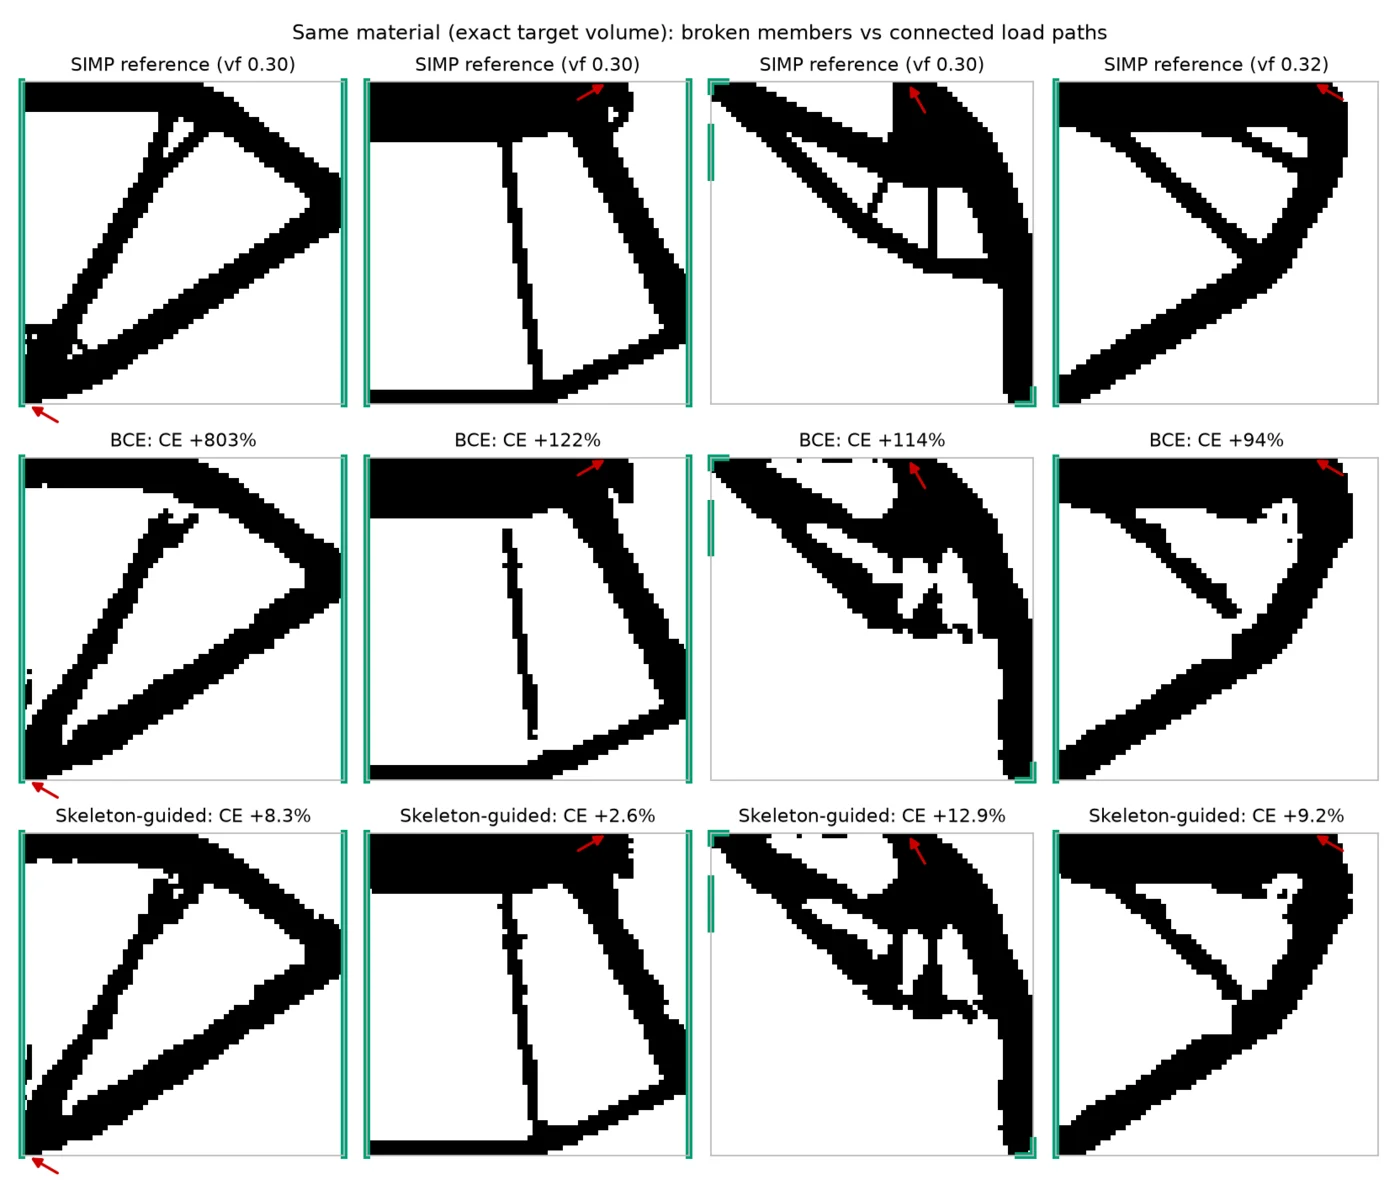 Same material (exact target volume): broken members vs connected load paths
SIMP reference (vf 0.30)
SIMP reference (vf 0.30)
SIMP reference (vf 0.30)
SIMP reference (vf 0.32)
BCE: CE +803%
BCE: CE +122%
BCE: CE +114%
BCE: CE +94%
Skeleton-guided: CE +8.3%
Skeleton-guided: CE +2.6%
Skeleton-guided: CE +12.9%
Skeleton-guided: CE +9.2%